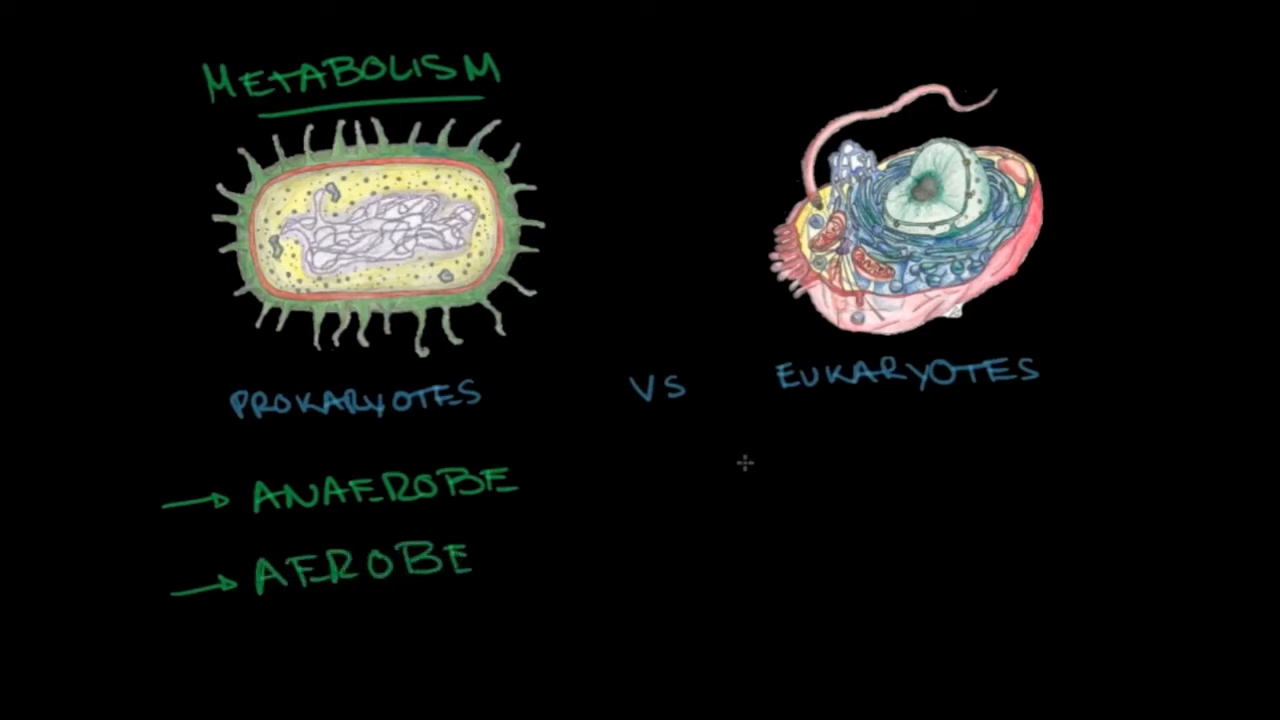 METABOLISM
PROKARYOTES VS EUKARYOTES
→ ANAEROBE
→ AEROBE